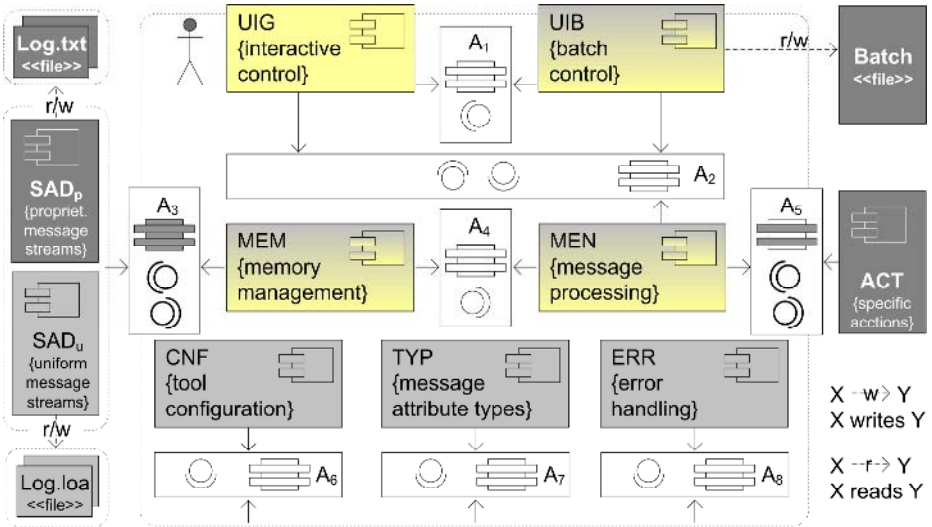 Log.txt
<<file>>
r/w
SADp
{propriet.
message
streams}
SADu
{uniform
message
streams}
r/w
Log.loa
<<file>>
UIG
{interactive
control}
A1
UIB
{batch
control}
r/w
Batch
<<file>>
A2
A3
MEM
{memory
management}
A4
MEN
{message
processing}
A5
ACT
{specific
acctions}
CNF
{tool
configuration}
TYP
{message
attribute types}
ERR
{error
handling}
A6
A7
A8
X --w-> Y
X writes Y
X --r-> Y
X reads Y